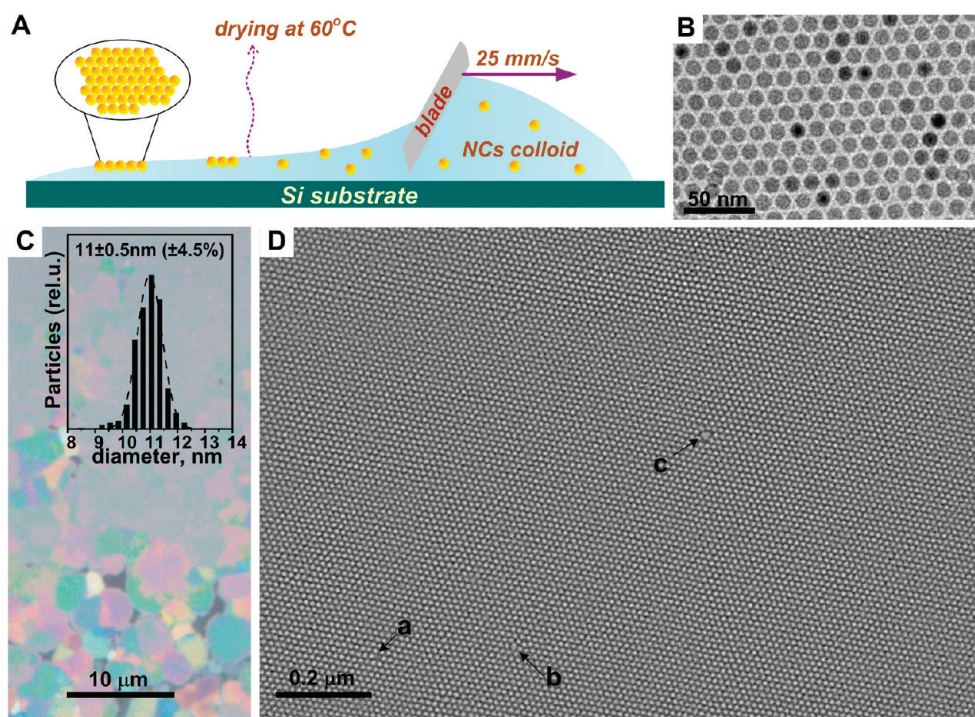 A
drying at 60°C
25 mm/s
blade
NCs colloid
Si substrate
B
50 nm
C
11±0.5nm (±4.5%)
Particles (rel.u.)
8 9 10 11 12 13 14
diameter, nm
10 μm
D
c
a
b
0.2 μm